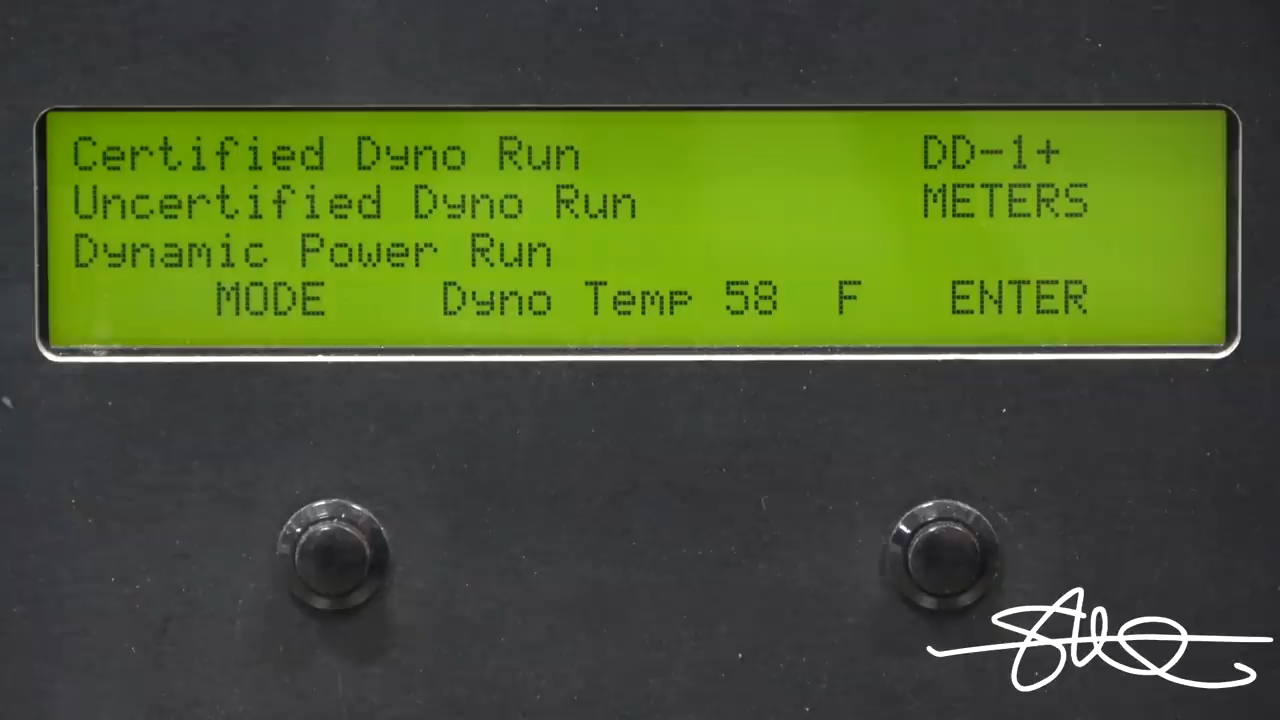 Certified Dyno Run DD-1+
Uncertified Dyno Run METERS
Dynamic Power Run
MODE Dyno Temp 58 F ENTER